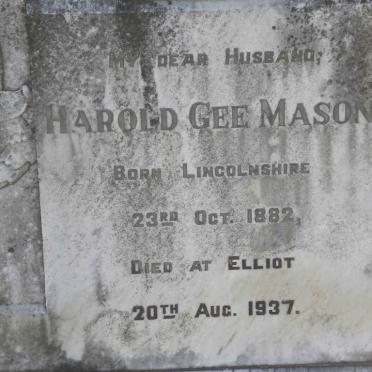 My dear Husband,
Harold Gee Mason
Born Lincolnshire
23rd Oct. 1882,
Died at Elliot
20th Aug. 1937.